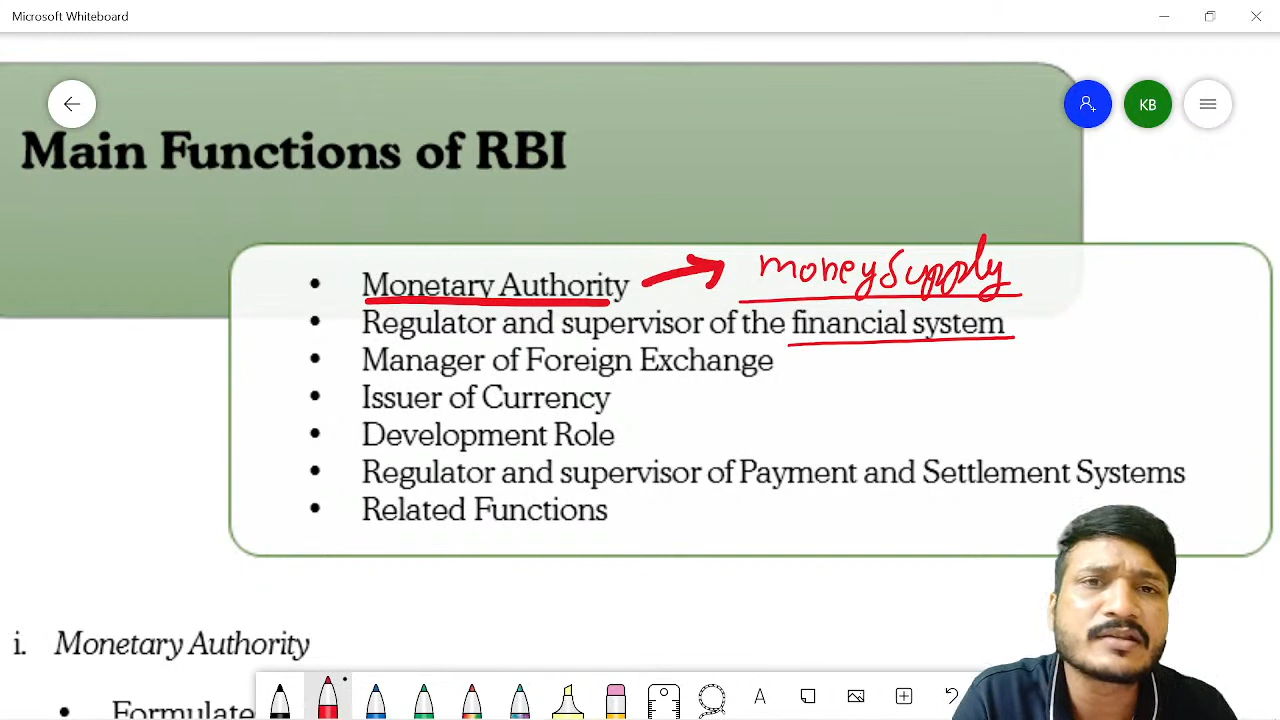 Microsoft Whiteboard
KB
Main Functions of RBI
• Monetary Authority → money supply
• Regulator and supervisor of the financial system
• Manager of Foreign Exchange
• Issuer of Currency
• Development Role
• Regulator and supervisor of Payment and Settlement Systems
• Related Functions
i. Monetary Authority
• Formulate
A